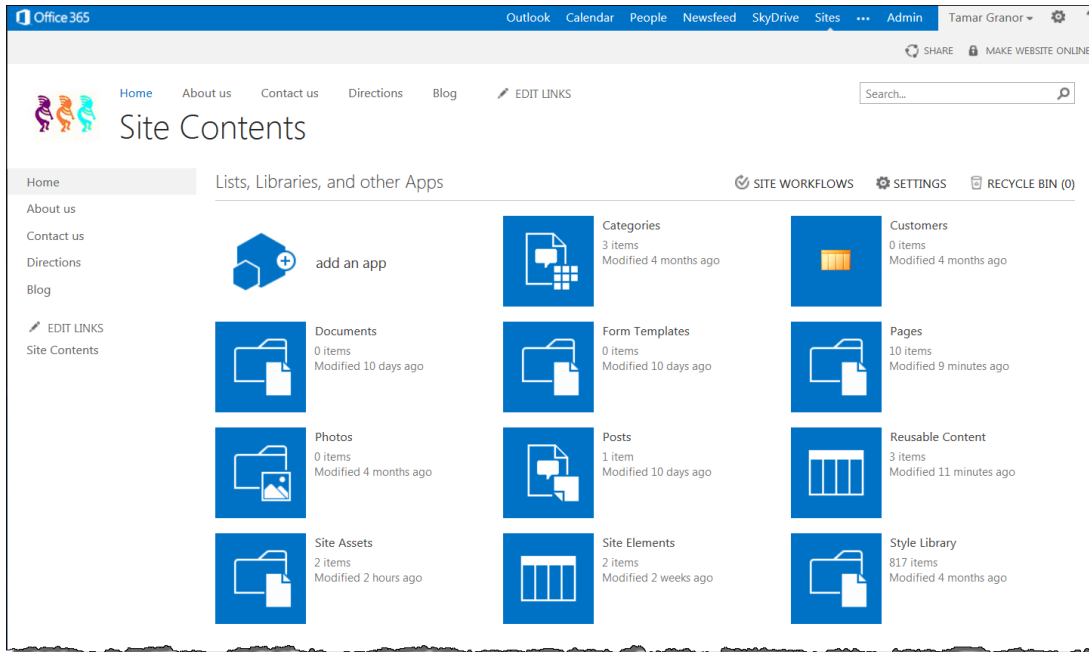 Office 365
Outlook Calendar People Newsfeed SkyDrive Sites ••• Admin Tamar Granor
SHARE MAKE WEBSITE ONLINE
Home About us Contact us Directions Blog EDIT LINKS
Search...
Site Contents
Home
About us
Contact us
Directions
Blog
EDIT LINKS
Site Contents
Lists, Libraries, and other Apps
SITE WORKFLOWS SETTINGS RECYCLE BIN (0)
add an app
Categories
3 items
Modified 4 months ago
Customers
0 items
Modified 4 months ago
Documents
0 items
Modified 10 days ago
Form Templates
0 items
Modified 10 days ago
Pages
10 items
Modified 9 minutes ago
Photos
0 items
Modified 4 months ago
Posts
1 item
Modified 10 days ago
Reusable Content
3 items
Modified 11 minutes ago
Site Assets
2 items
Modified 2 hours ago
Site Elements
2 items
Modified 2 weeks ago
Style Library
817 items
Modified 4 months ago